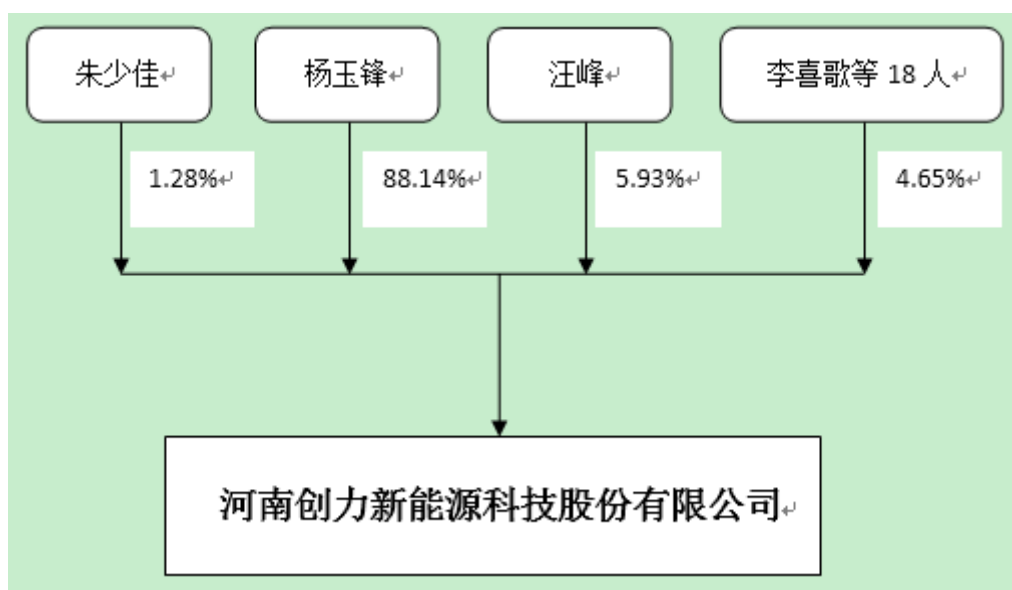 朱少佳
杨玉锋
汪峰
李喜歌等 18 人
1.28%
88.14%
5.93%
4.65%
河南创力新能源科技股份有限公司